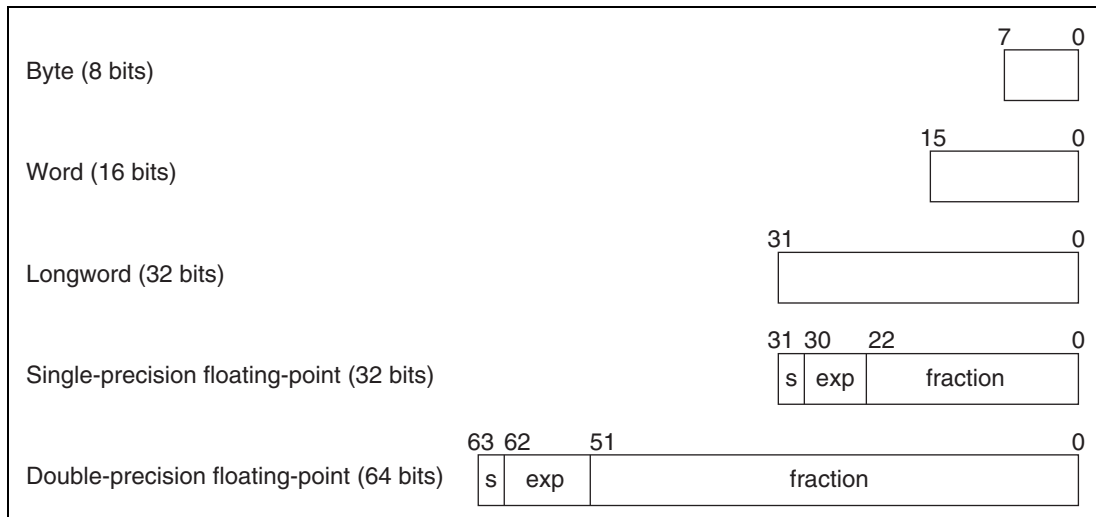 7 0
Byte (8 bits)
15 0
Word (16 bits)
31 0
Longword (32 bits)
31 30 22 0
Single-precision floating-point (32 bits) s exp fraction
63 62 51 0
Double-precision floating-point (64 bits) s exp fraction